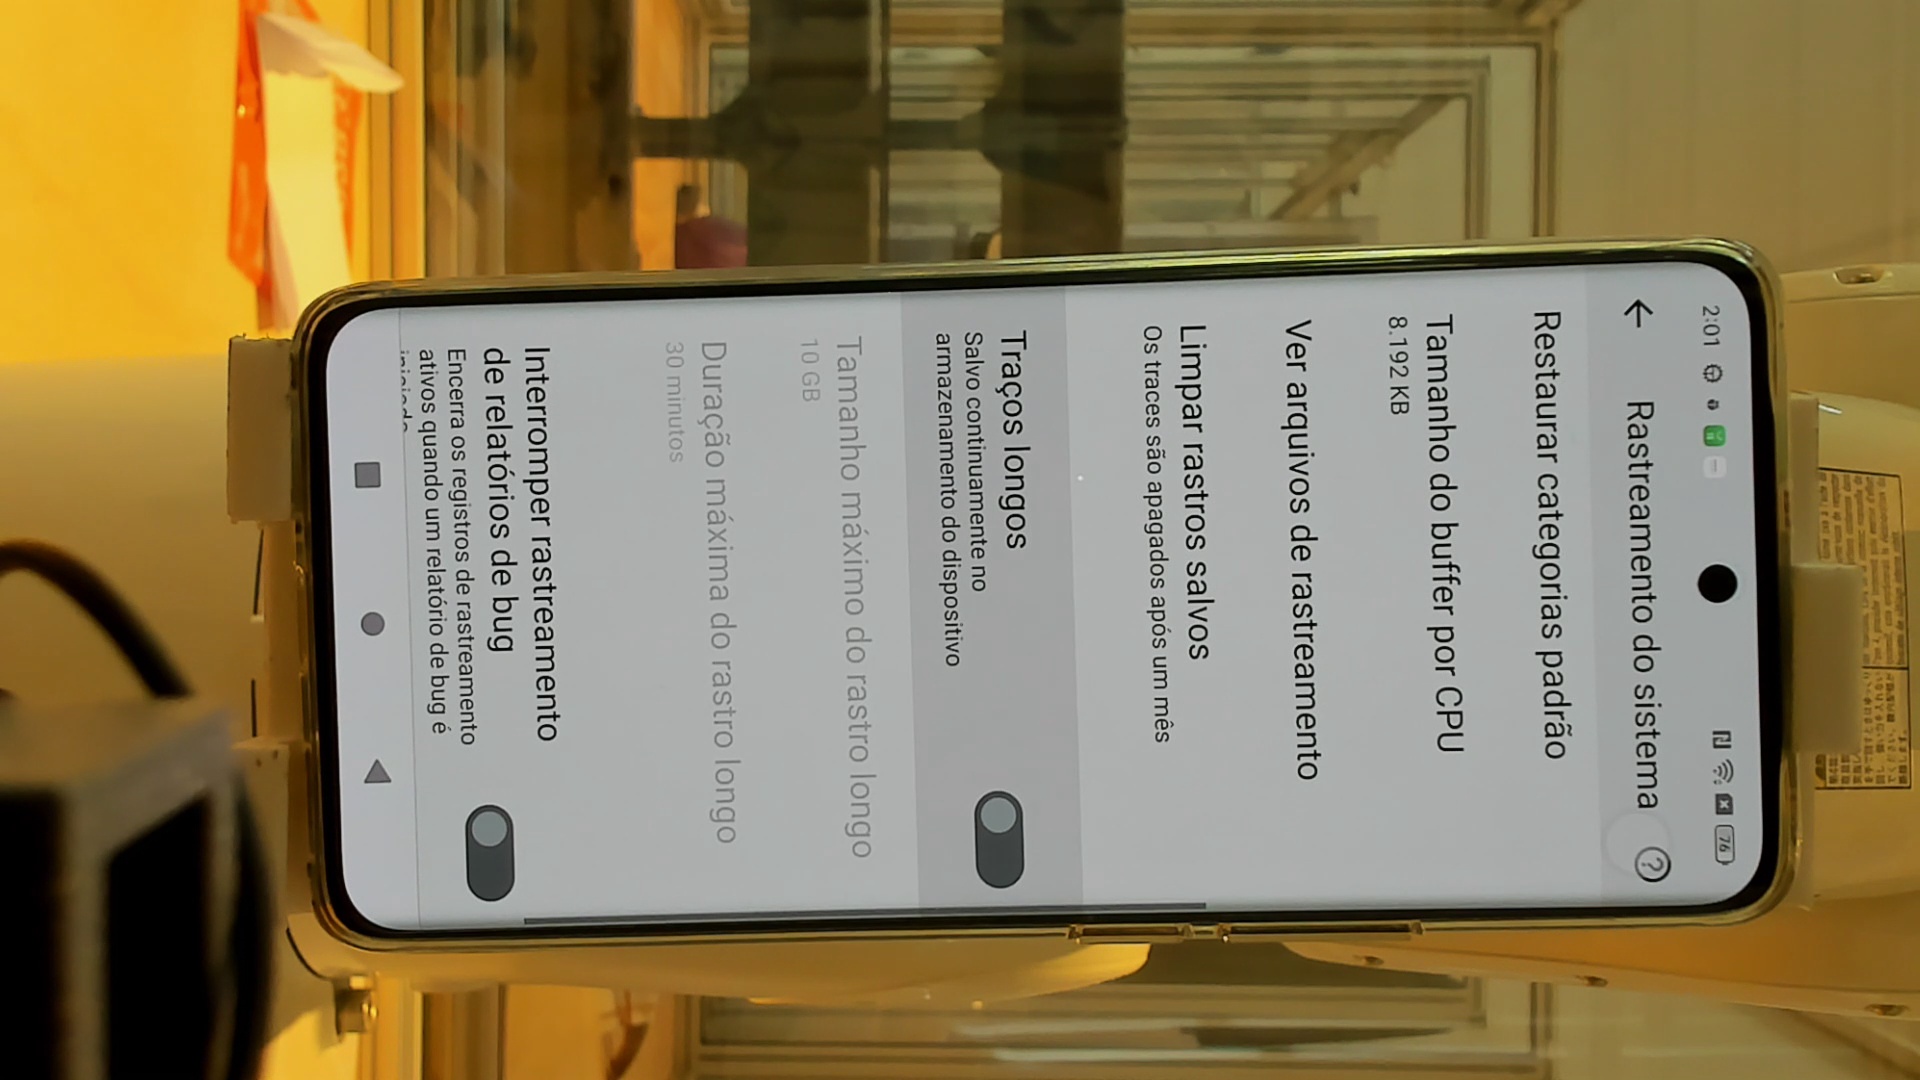 2:01
76
Rastreamento do sistema
Restaurar categorias padrão
Tamanho do buffer por CPU
8.192 KB
Ver arquivos de rastreamento
Limpar rastros salvos
Os traces são apagados após um mês
Traços longos
Salvo continuamente no
armazenamento do dispositivo
Tamanho máximo do rastro longo
10 GB
Duração máxima do rastro longo
30 minutos
Interromper rastreamento
de relatórios de bug
Encerra os registros de rastreamento
ativos quando um relatório de bug é